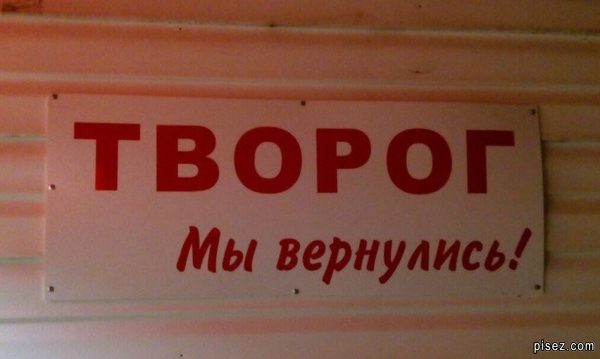 ТВОРОГ
Мы вернулись!
pisez.com